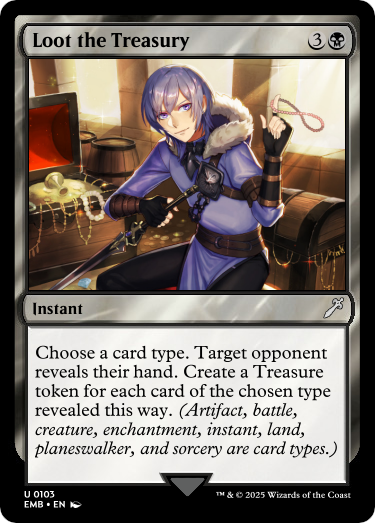 Loot the Treasury 3
Instant
Choose a card type. Target opponent
reveals their hand. Create a Treasure
token for each card of the chosen type
revealed this way. (Artifact, battle,
creature, enchantment, instant, land,
planeswalker, and sorcery are card types.)
U 0103
EMB • EN
™ & © 2025 Wizards of the Coast